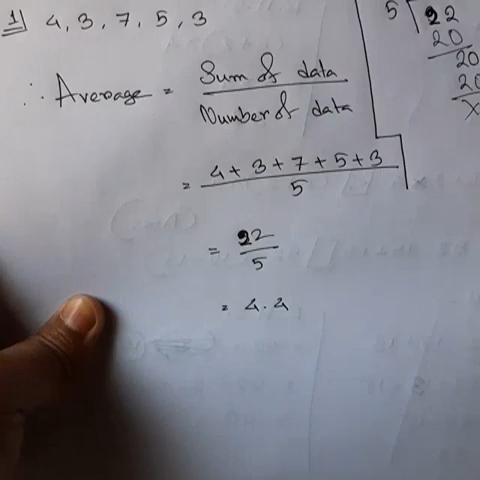 1) 4, 3, 7, 5, 3
∴ Average = Sum of data / Number of data
= 4 + 3 + 7 + 5 + 3 / 5
= 22 / 5
= 4.4
5 22
20
20
20
x